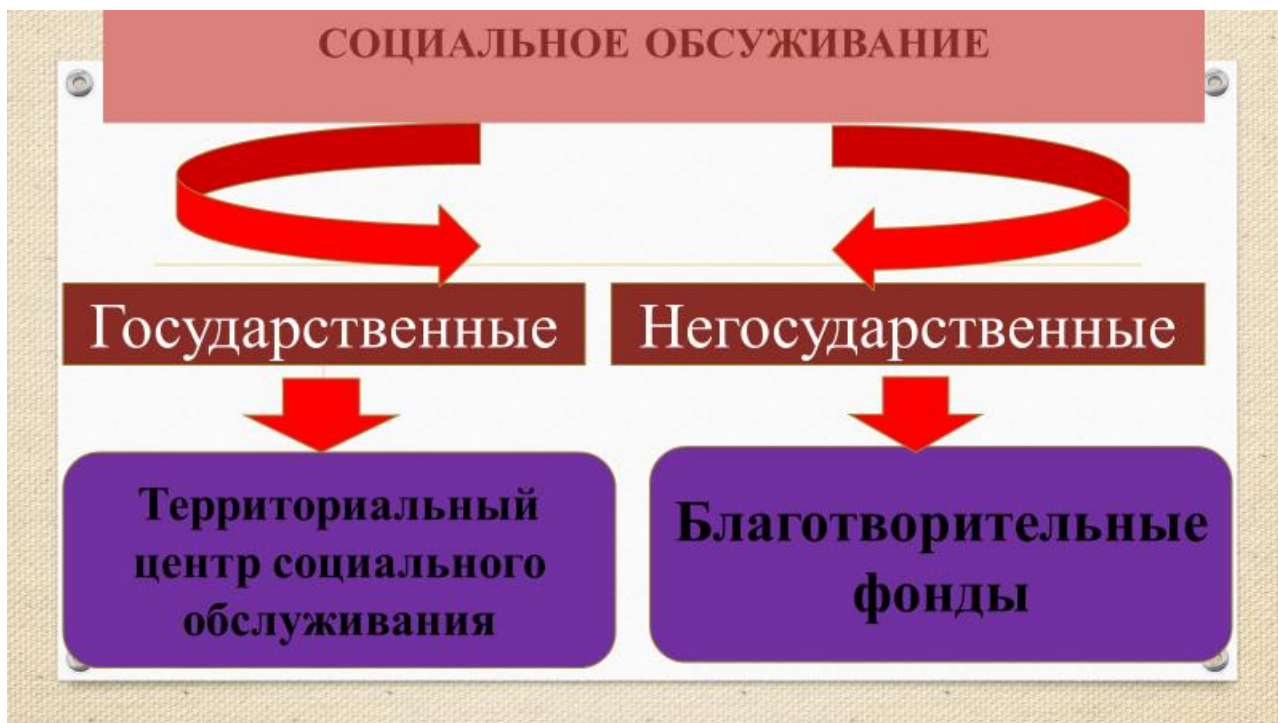 СОЦИАЛЬНОЕ ОБСУЖИВАНИЕ
Государственные
Негосударственные
Территориальный
центр социального
обслуживания
Благотворительные
фонды